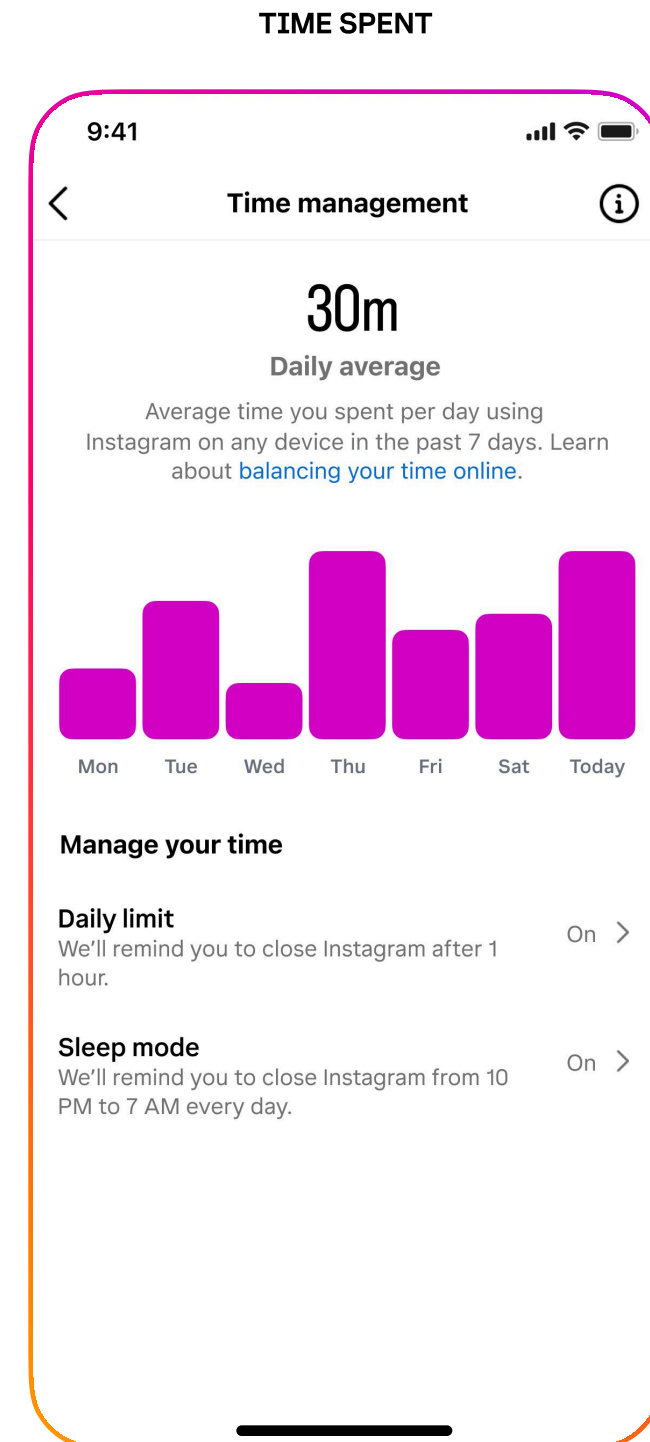 TIME SPENT
9:41
Time management
30m
Daily average
Average time you spent per day using
Instagram on any device in the past 7 days. Learn
about balancing your time online.
Mon Tue Wed Thu Fri Sat Today
Manage your time
Daily limit
We’ll remind you to close Instagram after 1
hour.
On
Sleep mode
We’ll remind you to close Instagram from 10
PM to 7 AM every day.
On